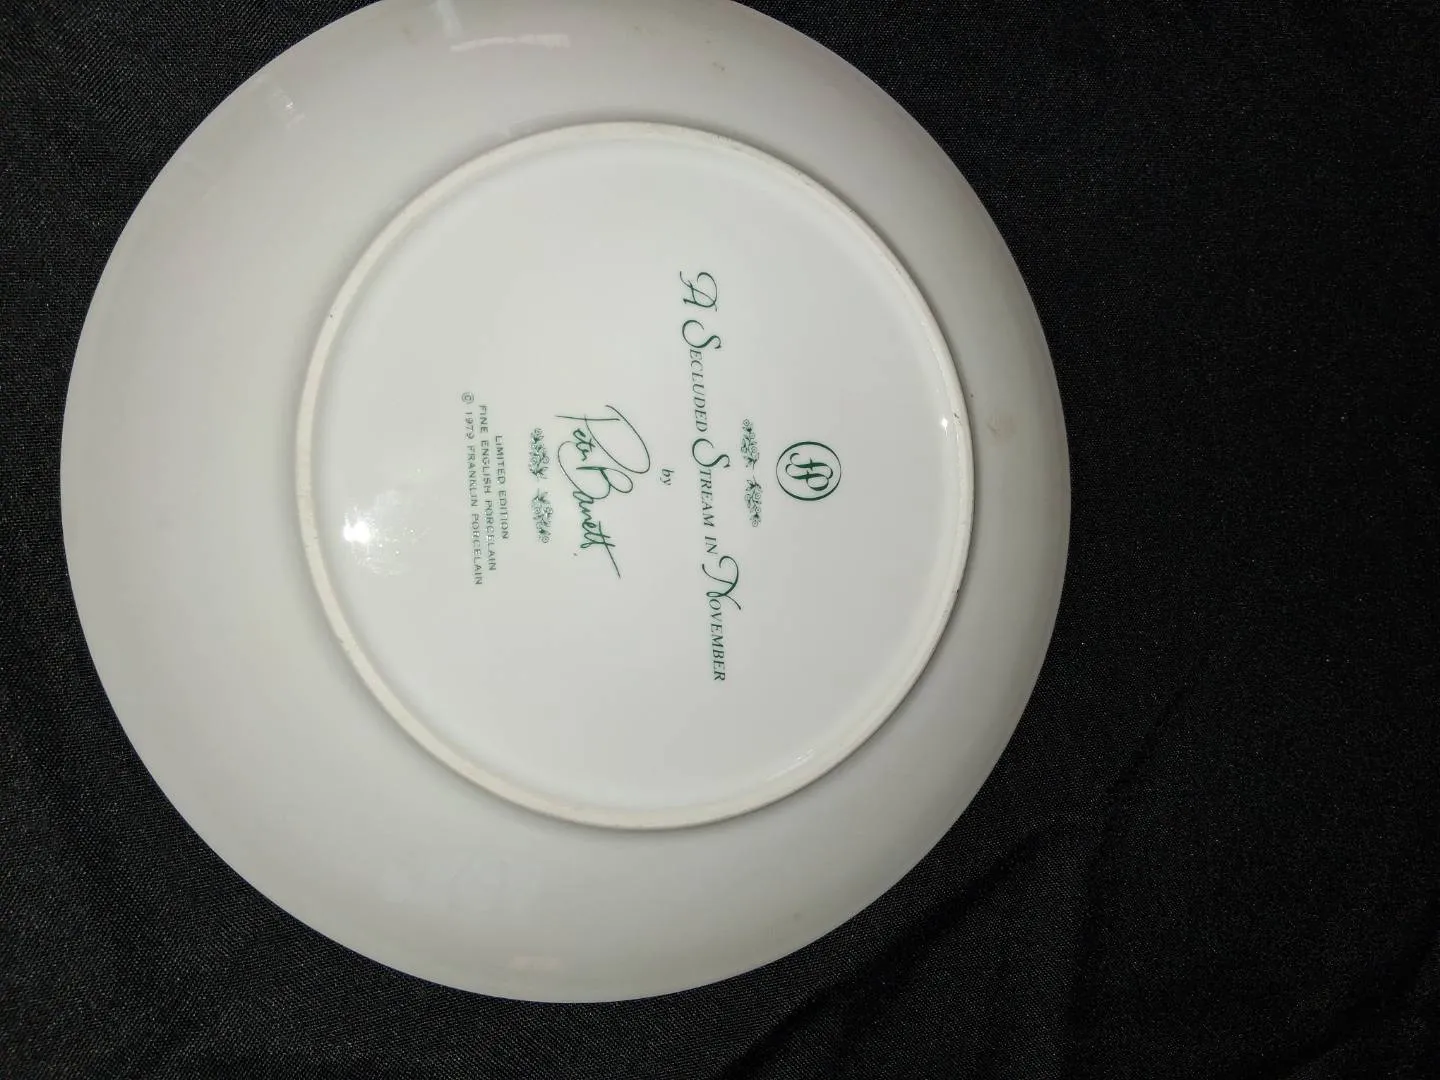 fp
A SECLUDED STREAM IN NOVEMBER
by
Peter Barrett
LIMITED EDITION
FINE ENGLISH PORCELAIN
© 1979 FRANKLIN PORCELAIN